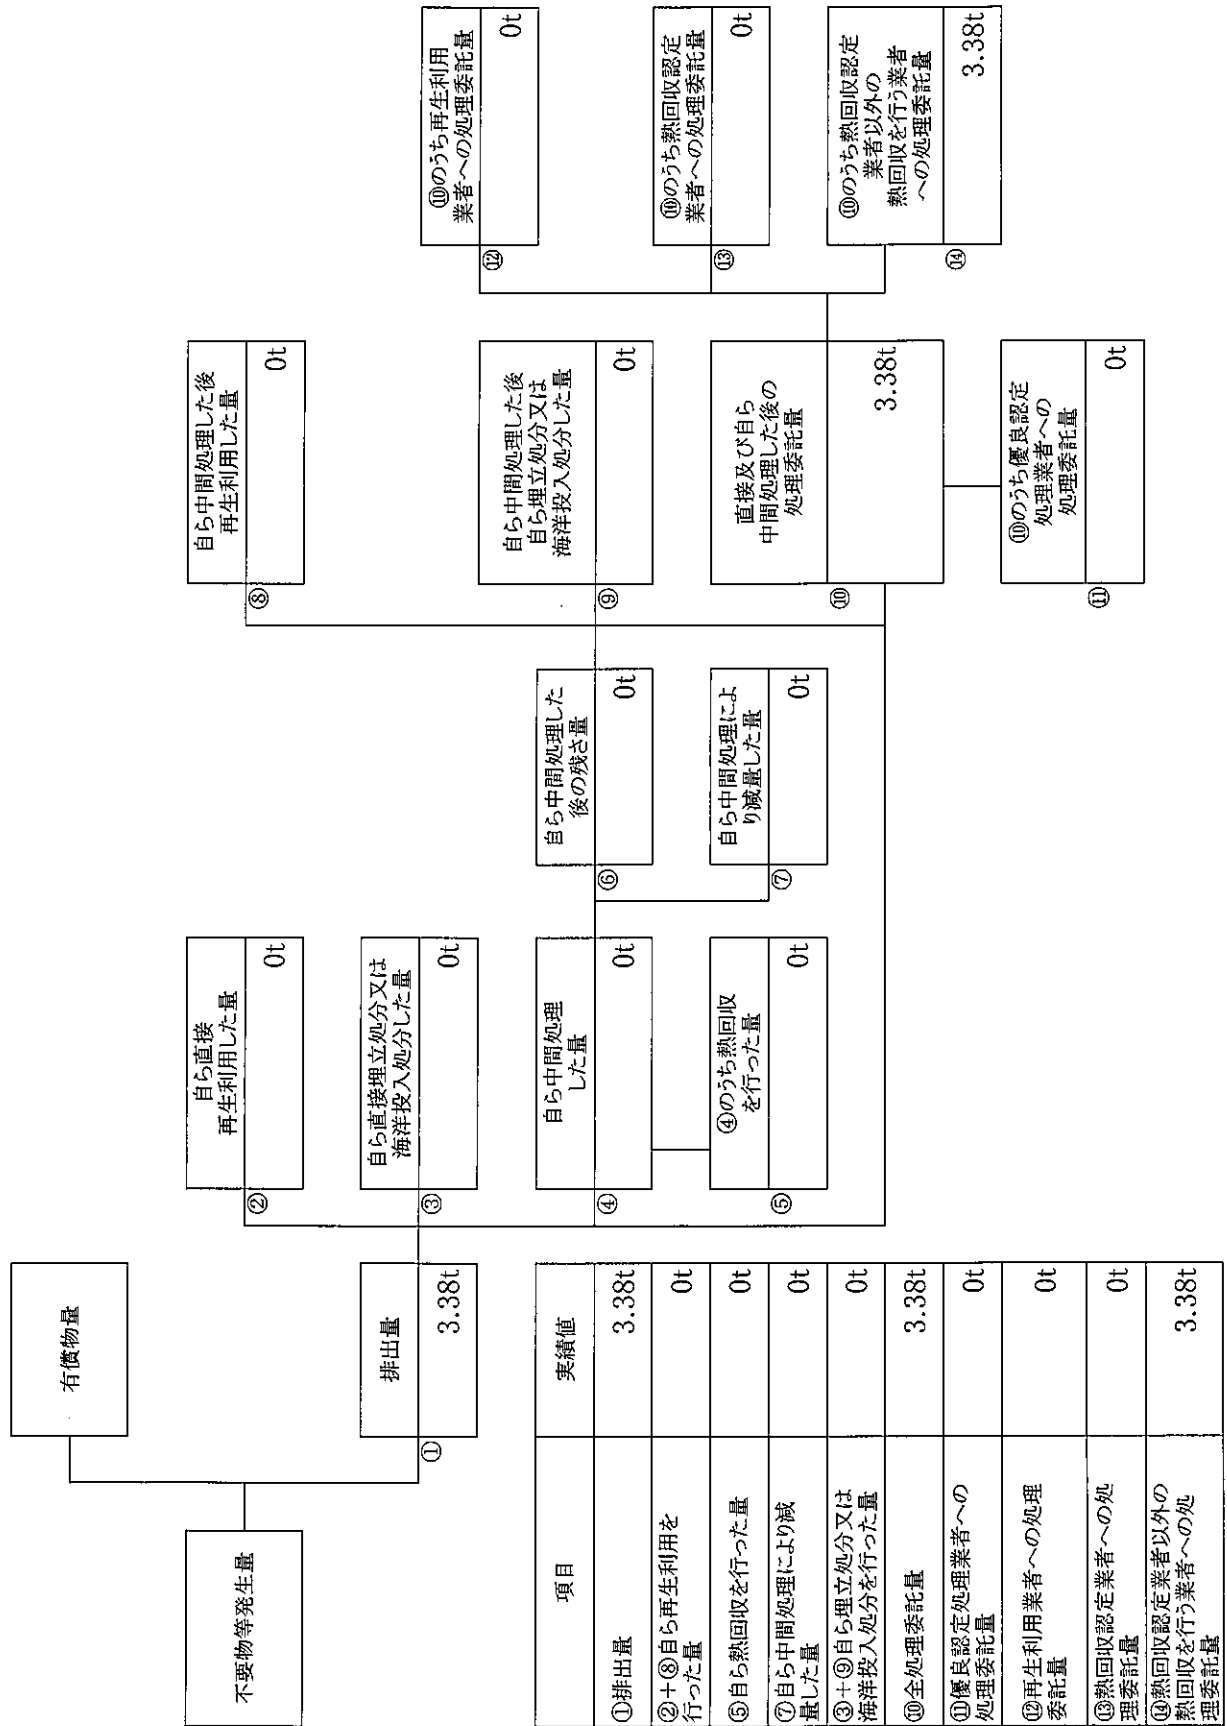 不要物等発生量
有償物量
①
排出量
3.38t
②
自ら直接
再生利用した量
0t
③
自ら直接埋立処分又は
海洋投入処分した量
0t
④
自ら中間処理
した量
0t
⑤
④のうち熱回収
を行った量
0t
⑥
自ら中間処理した
後の残さ量
0t
⑦
自ら中間処理によ
り減量した量
0t
⑧
自ら中間処理した後
再生利用した量
0t
⑨
自ら中間処理した後
自ら埋立処分又は
海洋投入処分した量
0t
⑩
直接及び自ら
中間処理した後の
処理委託量
3.38t
⑪
⑩のうち優良認定
処理業者への
処理委託量
0t
⑫
⑩のうち再生利用
業者への処理委託量
0t
⑬
⑩のうち熱回収認定
業者への処理委託量
0t
⑭
⑩のうち熱回収認定
業者以外の
熱回収を行う業者
への処理委託量
3.38t
項目
実績値
①排出量
3.38t
②+⑧自ら再生利用を
行った量
0t
⑤自ら熱回収を行った量
0t
⑦自ら中間処理により減
量した量
0t
③+⑨自ら埋立処分又は
海洋投入処分を行った量
0t
⑩全処理委託量
3.38t
⑪優良認定処理業者への
処理委託量
0t
⑫再生利用業者への処理
委託量
0t
⑬熱回収認定業者への処
理委託量
0t
⑭熱回収認定業者以外の
熱回収を行う業者への処
理委託量
3.38t